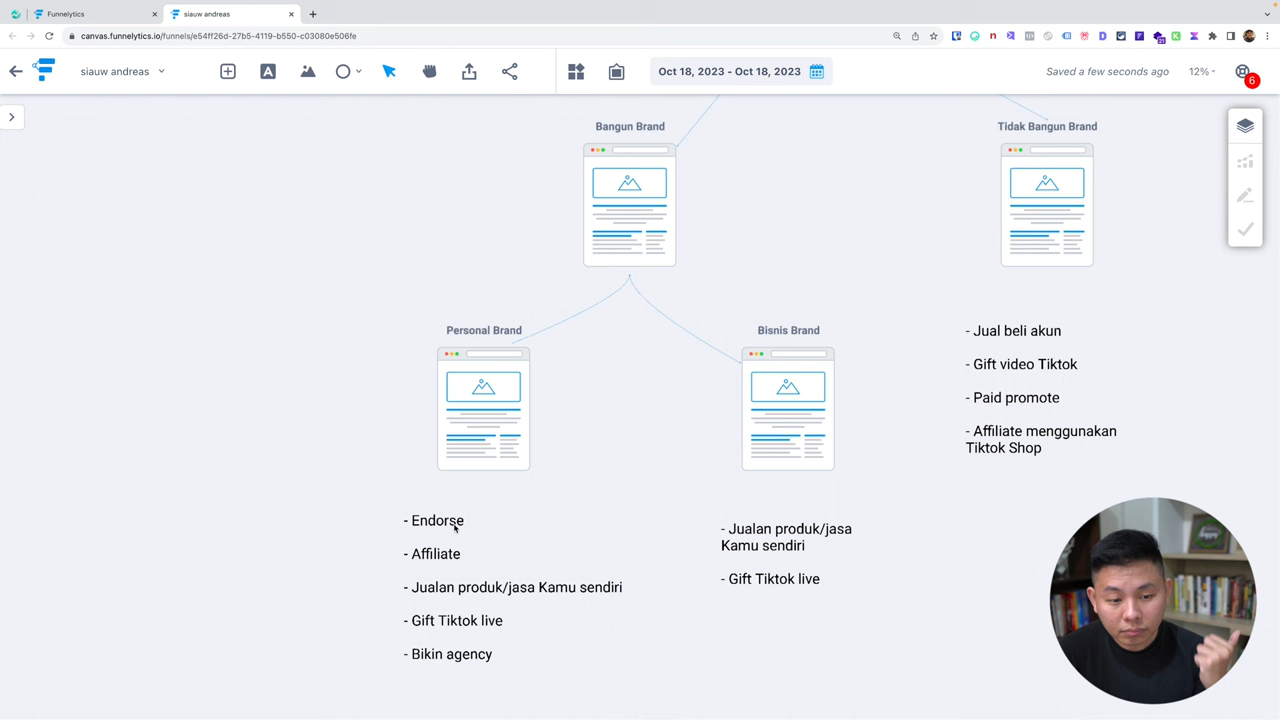 Funnelytics
siauw andreas
canvas.funnelytics.io/funnels/e54ff26d-27b5-4119-b550-c03080e506fe
21
siauw andreas
Oct 18, 2023 - Oct 18, 2023
Saved a few seconds ago
12%
6
Bangun Brand
Tidak Bangun Brand
Personal Brand
Bisnis Brand
- Jual beli akun
- Gift video Tiktok
- Paid promote
- Affiliate menggunakan
Tiktok Shop
- Endorse
- Affiliate
- Jualan produk/jasa Kamu sendiri
- Gift Tiktok live
- Bikin agency
- Jualan produk/jasa
Kamu sendiri
- Gift Tiktok live